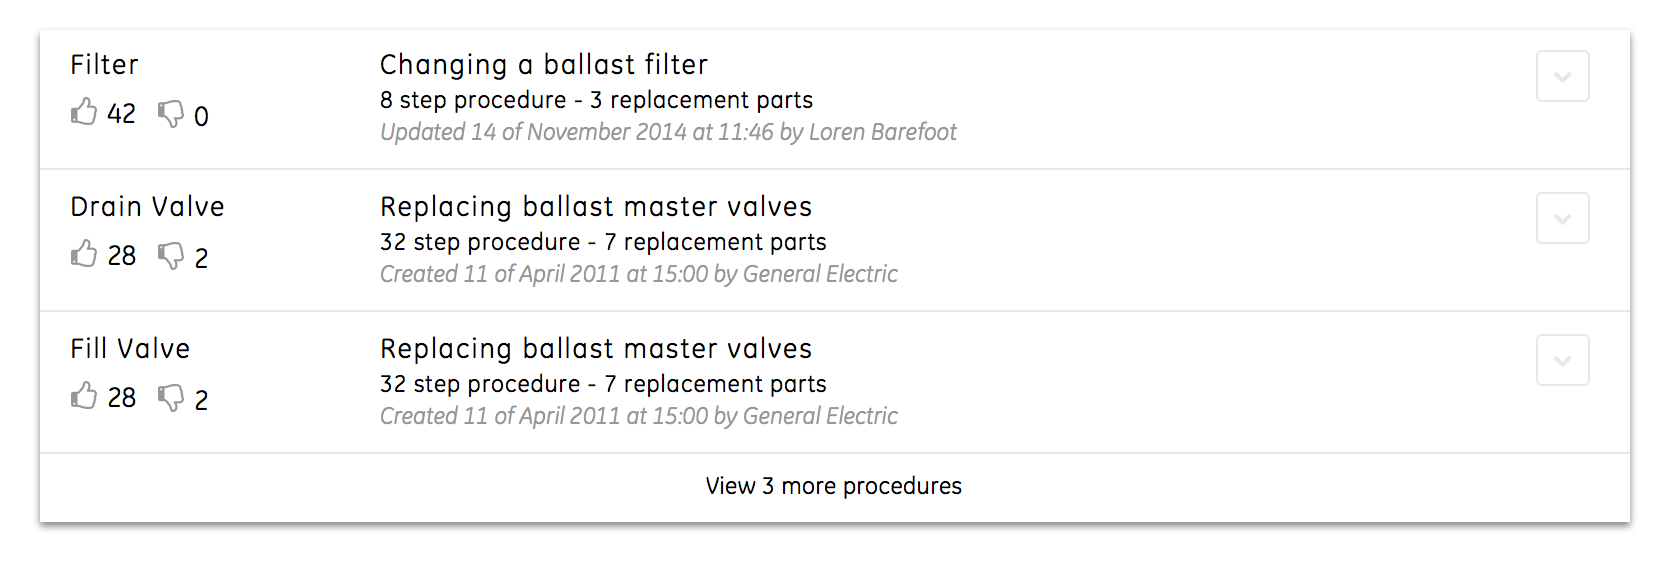 Filter
42 0
Changing a ballast filter
8 step procedure - 3 replacement parts
Updated 14 of November 2014 at 11:46 by Loren Barefoot
Drain Valve
28 2
Replacing ballast master valves
32 step procedure - 7 replacement parts
Created 11 of April 2011 at 15:00 by General Electric
Fill Valve
28 2
Replacing ballast master valves
32 step procedure - 7 replacement parts
Created 11 of April 2011 at 15:00 by General Electric
View 3 more procedures